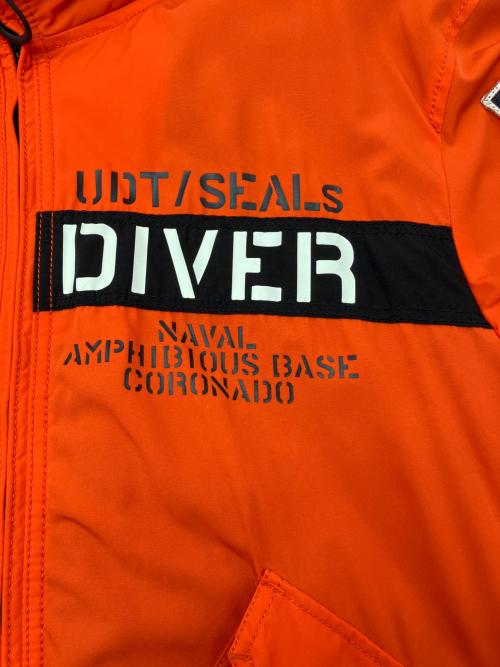 UDT/SEALs
DIVER
NAVAL
AMPHIBIOUS BASE
CORONADO